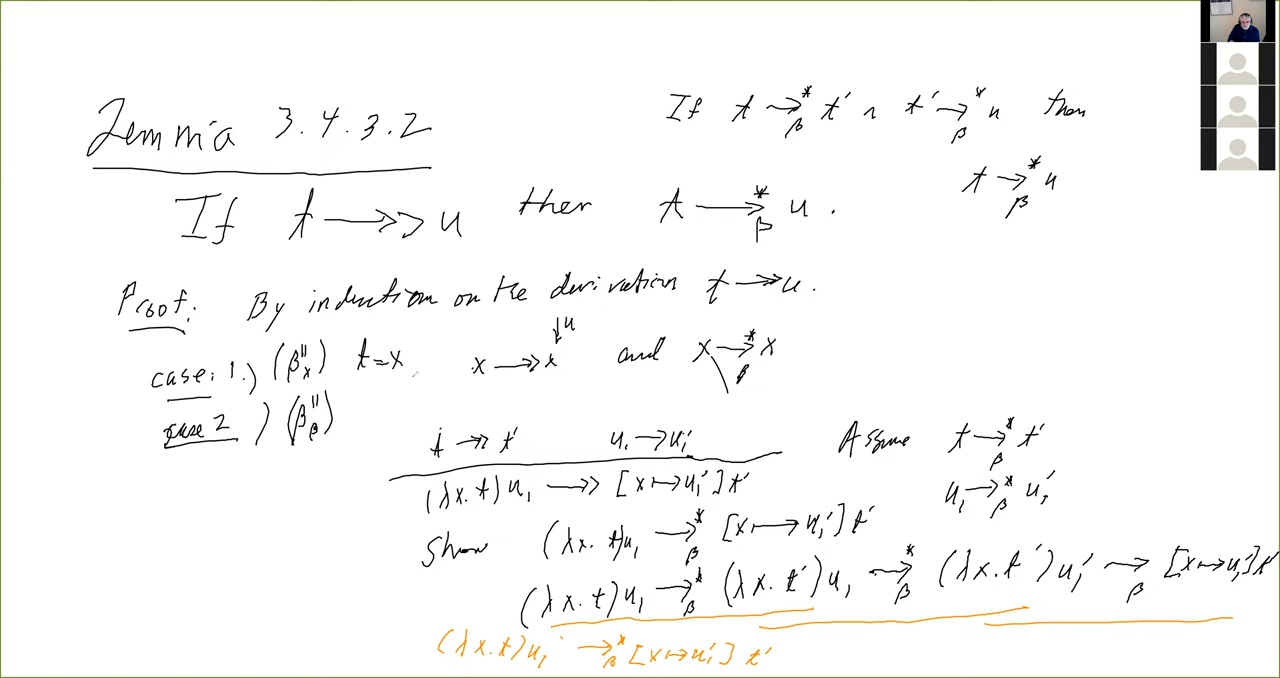 If t →*β t' ∧ t' →*β u then
t →*β u
Lemma 3.4.3.2
If t →→ u then t →*β u .
Proof: By induction on the derivation t →→ u.
↓u
case: 1.) (β"x) t=x x →→ x and x →*β x
case 2 ) (β"β)
t →→ t' u₁ → u₁' Assume t →*β t'
(λx.t)u₁ →→ [x↦u₁']t' u₁ →*β u₁'
Show (λx.t)u₁ →*β [x↦u₁']t'
(λx.t)u₁ →*β (λx.t')u₁ →*β (λx.t')u₁' →β [x↦u₁']t'
(λx.t)u₁ →*β [x↦u₁']t'